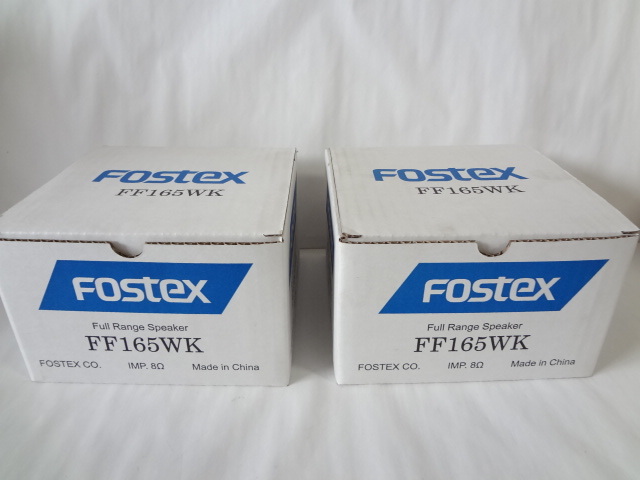 FOSTEX
FF165WK
FOSTEX
Full Range Speaker
FF165WK
FOSTEX CO. IMP. 8Ω Made in China
FOSTEX
FF165WK
FOSTEX
Full Range Speaker
FF165WK
FOSTEX CO. IMP. 8Ω Made in China